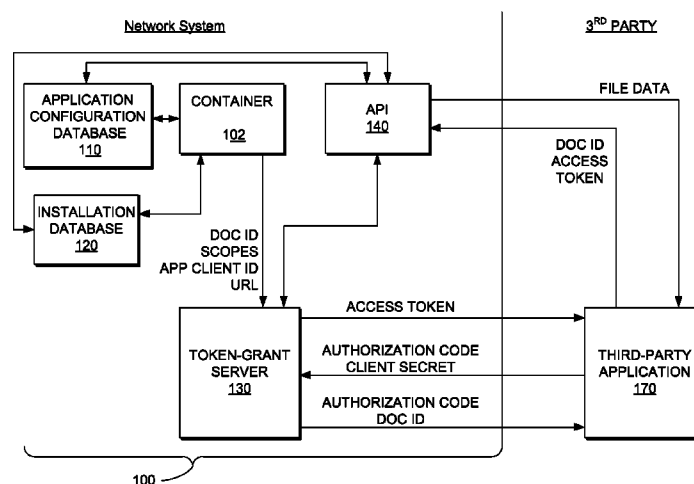 Network System
3RD PARTY
APPLICATION
CONFIGURATION
DATABASE
110
CONTAINER
102
API
140
FILE DATA
DOC ID
ACCESS
TOKEN
INSTALLATION
DATABASE
120
DOC ID
SCOPES
APP CLIENT ID
URL
TOKEN-GRANT
SERVER
130
ACCESS TOKEN
AUTHORIZATION CODE
CLIENT SECRET
AUTHORIZATION CODE
DOC ID
THIRD-PARTY
APPLICATION
170
100